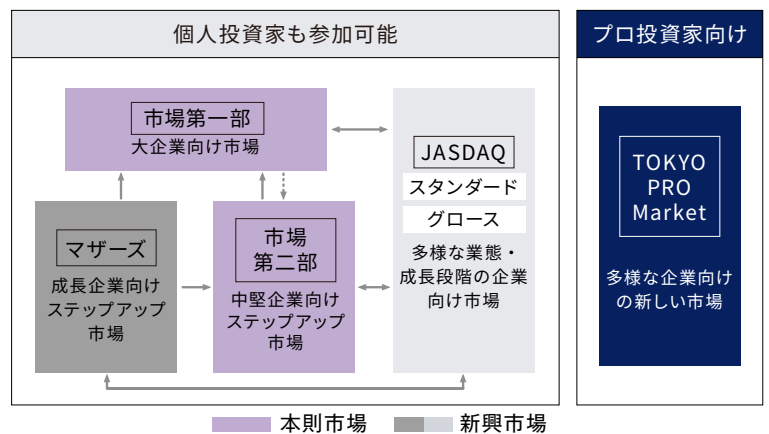 個人投資家も参加可能
プロ投資家向け
市場第一部
大企業向け市場
マザーズ
成長企業向け
ステップアップ
市場
市場
第二部
中堅企業向け
ステップアップ
市場
JASDAQ
スタンダード
グロース
多様な業態・
成長段階の企業
向け市場
TOKYO
PRO
Market
多様な企業向け
の新しい市場
本則市場
新興市場